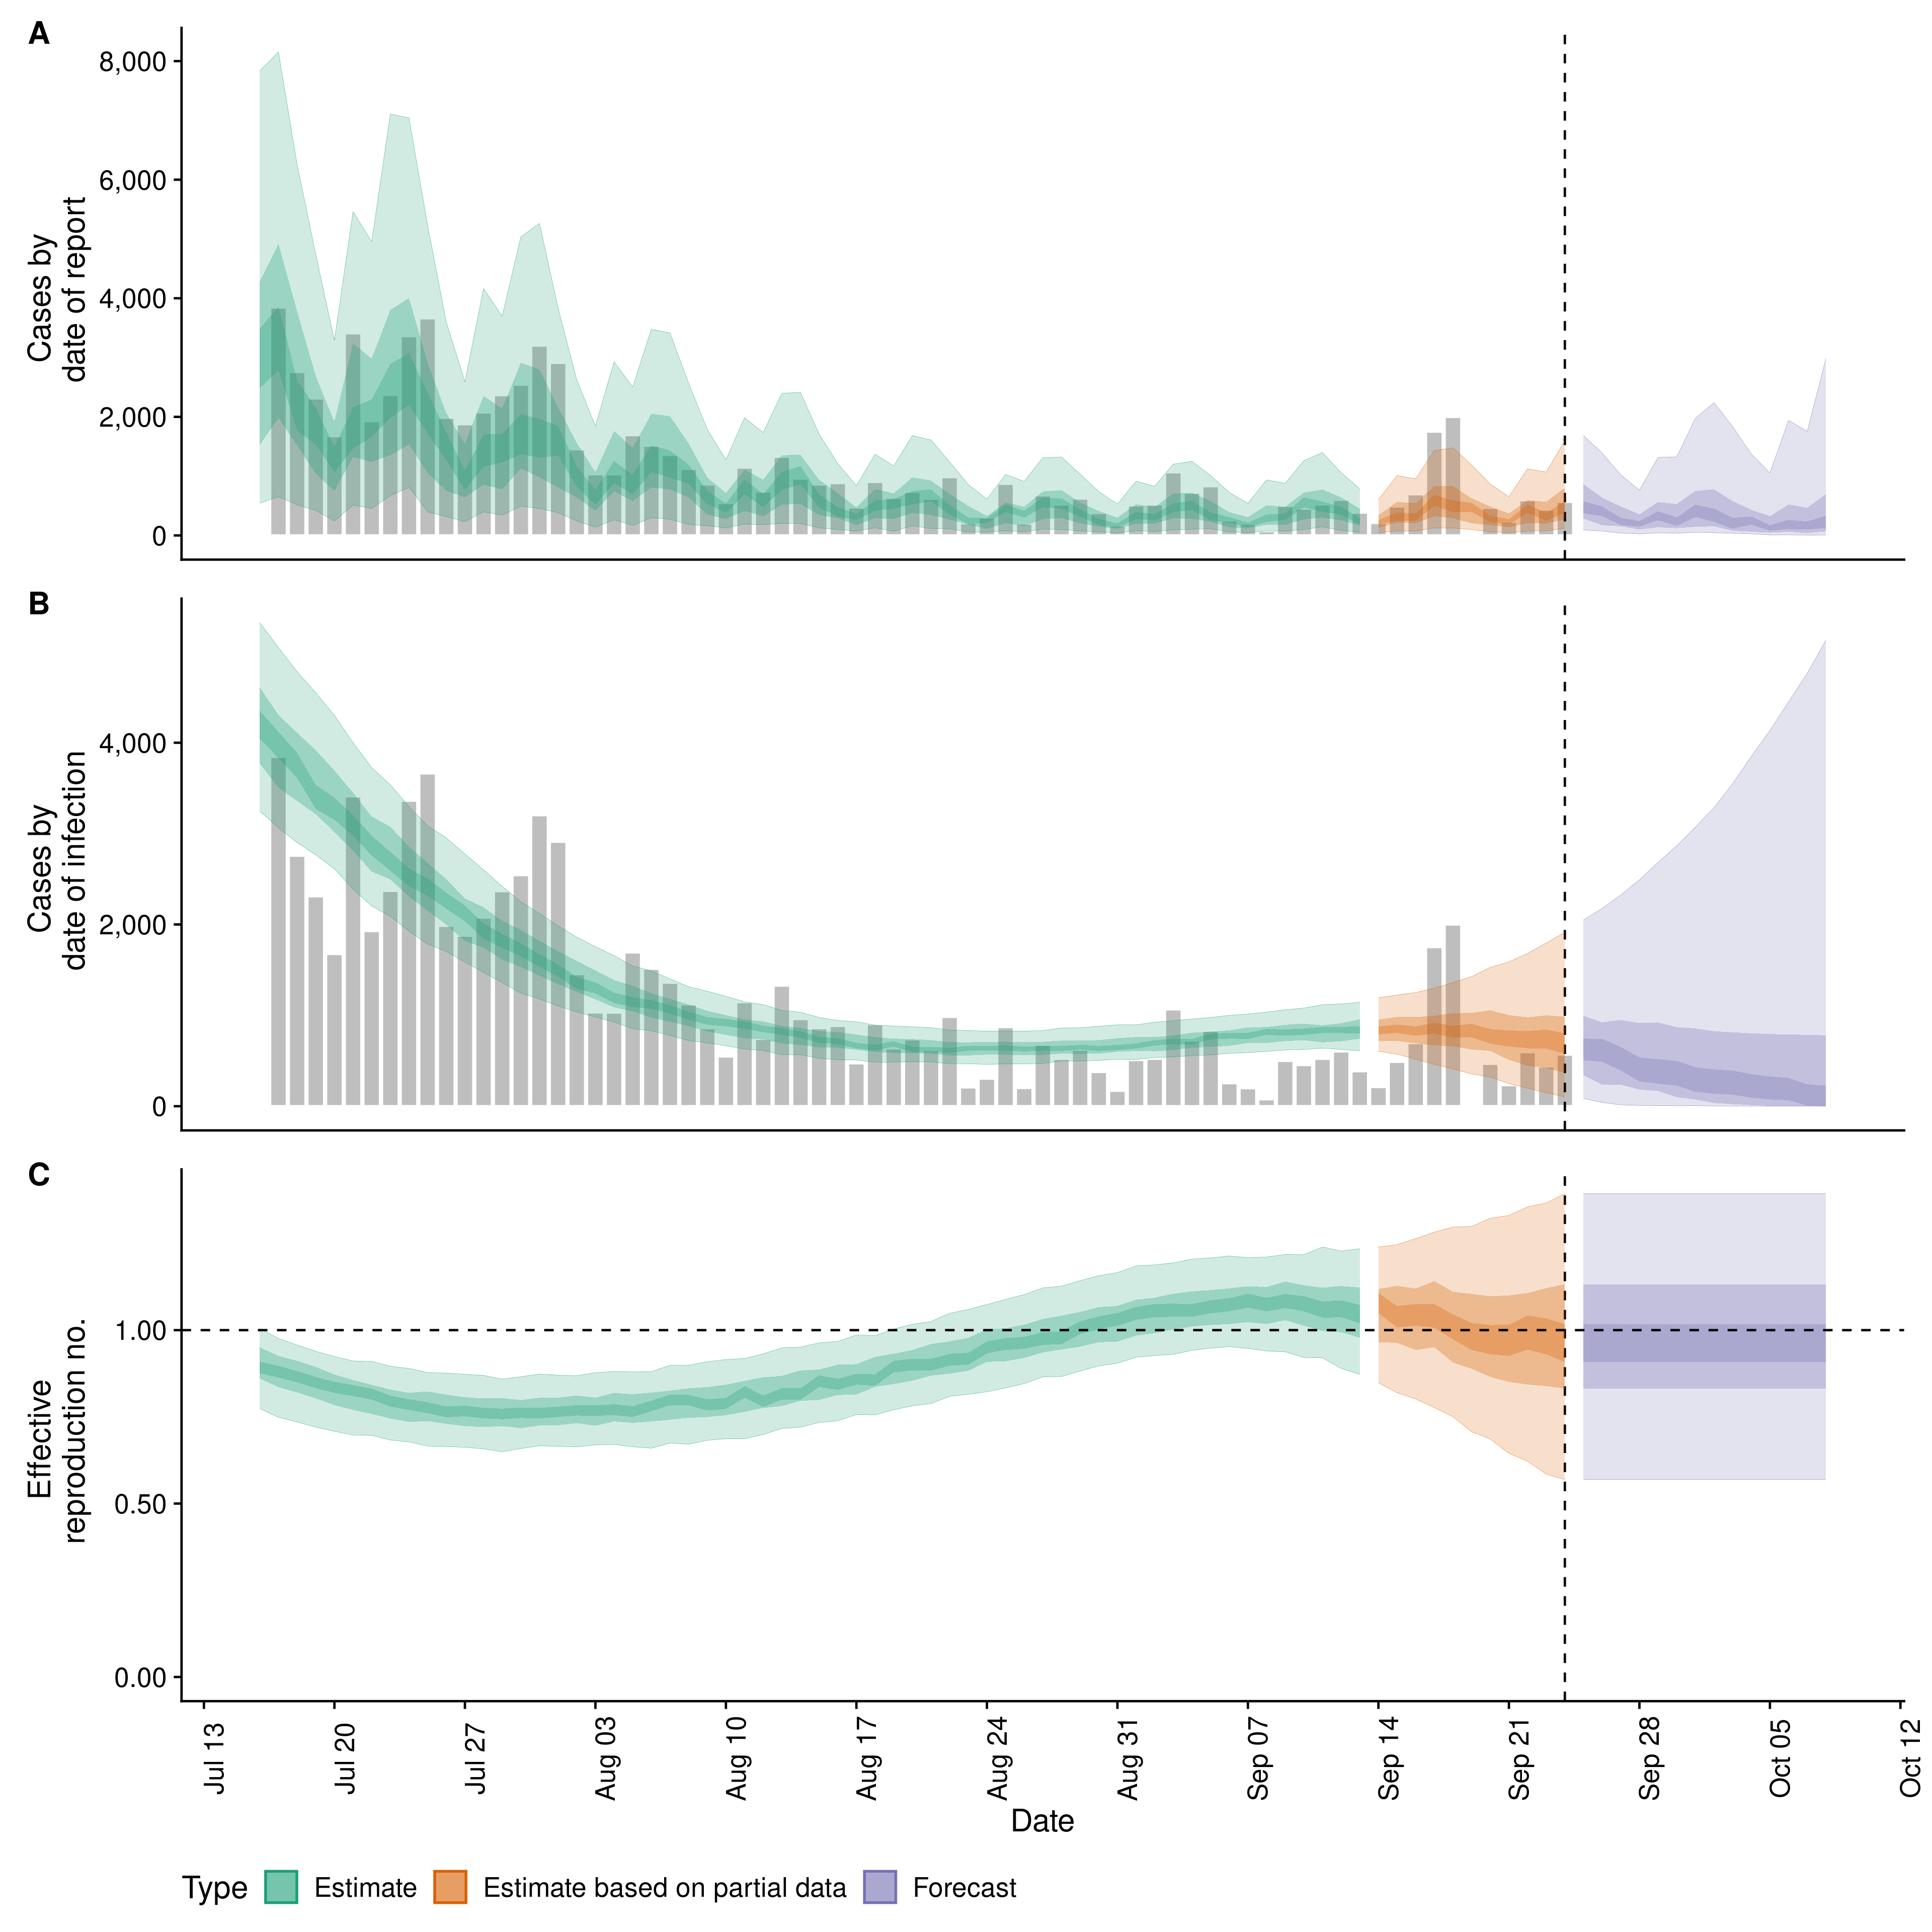 A
Cases by
date of report
8,000
6,000
4,000
2,000
0
B
Cases by
date of infection
4,000
2,000
0
C
Effective
reproduction no.
1.00
0.50
0.00
Jul 13
Jul 20
Jul 27
Aug 03
Aug 10
Aug 17
Aug 24
Aug 31
Sep 07
Sep 14
Sep 21
Sep 28
Oct 05
Oct 12
Date
Type Estimate Estimate based on partial data Forecast